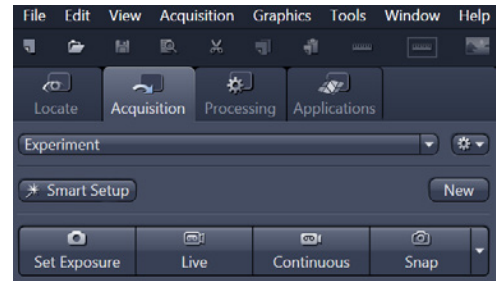 File Edit View Acquisition Graphics Tools Window Help
Locate Acquisition Processing Applications
Experiment
Smart Setup New
Set Exposure Live Continuous Snap